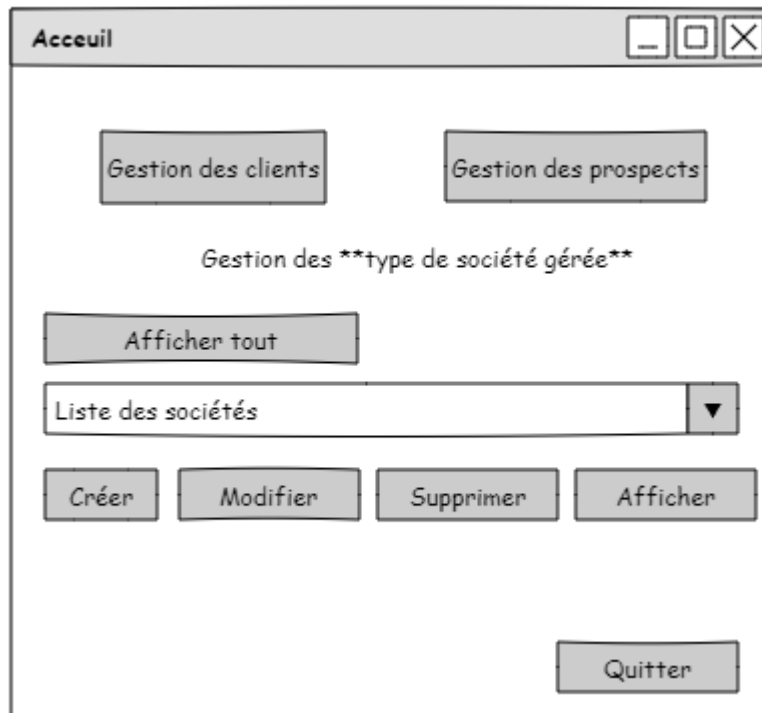 Acceuil
Gestion des clients
Gestion des prospects
Gestion des **type de société gérée**
Afficher tout
Liste des sociétés
Créer
Modifier
Supprimer
Afficher
Quitter